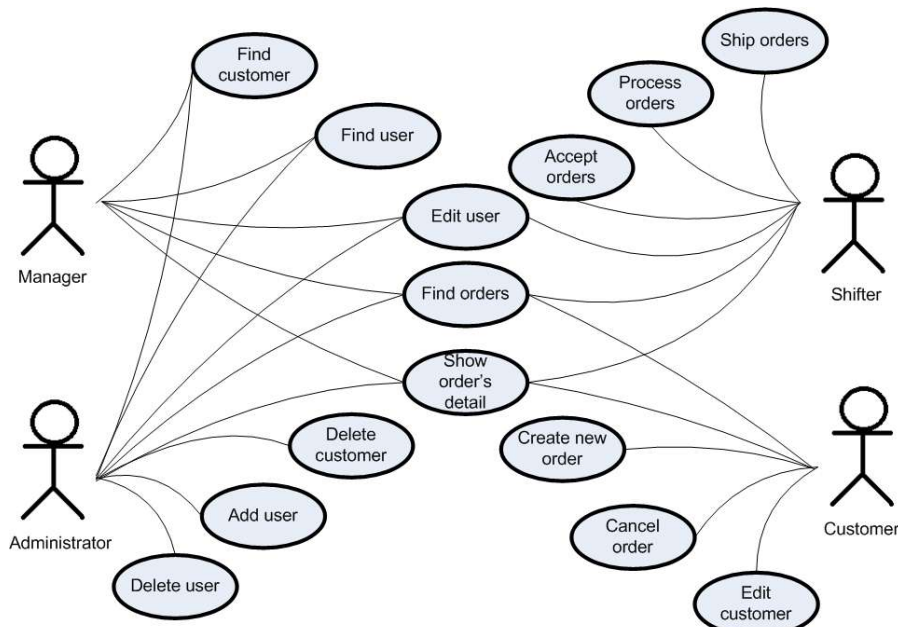 Find
customer
Ship orders
Process
orders
Find user
Accept
orders
Edit user
Manager
Shifter
Find orders
Show
order's
detail
Delete
customer
Create new
order
Add user
Cancel
order
Administrator
Customer
Delete user
Edit
customer